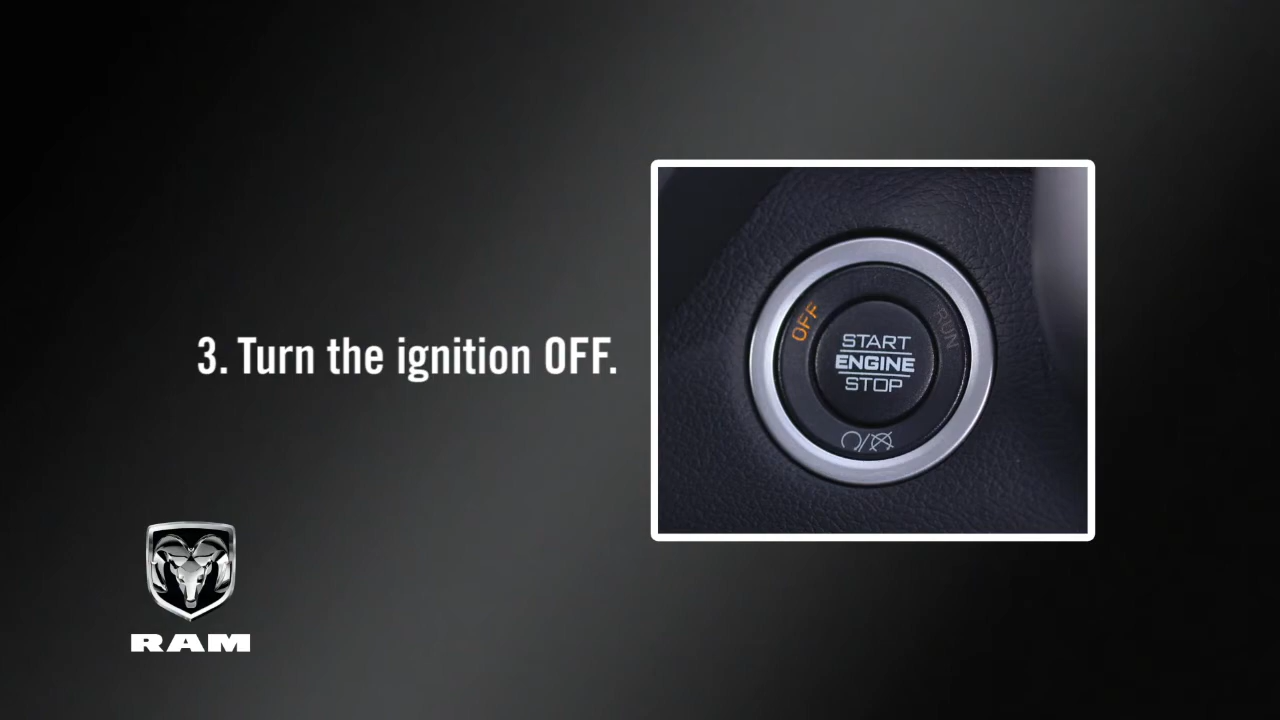 3. Turn the ignition OFF.
OFF
RUN
START
ENGINE
STOP
RAM